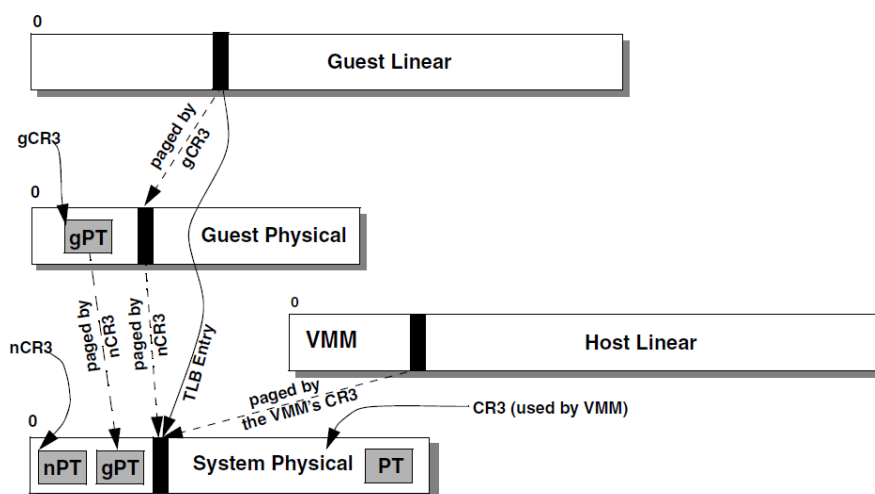 0
Guest Linear
paged by
gCR3
gCR3
0
gPT
Guest Physical
paged by
nCR3
paged by
nCR3
TLB Entry
0
VMM
Host Linear
nCR3
paged by
the VMM's CR3
CR3 (used by VMM)
0
nPT
gPT
System Physical
PT